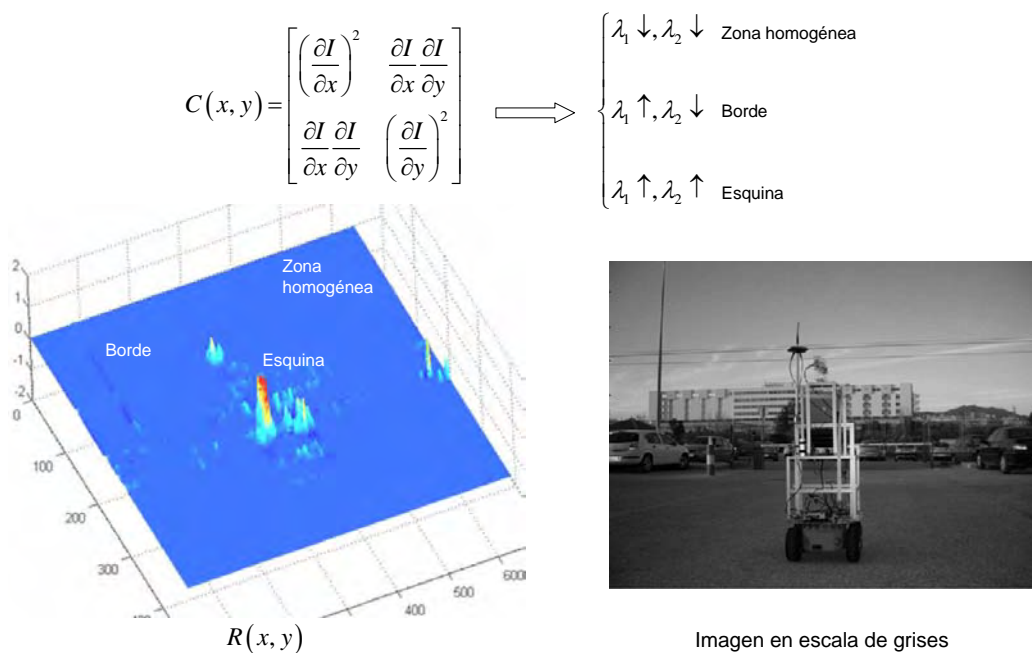 C(x, y) = [ (∂I/∂x)²  ∂I/∂x ∂I/∂y
∂I/∂x ∂I/∂y  (∂I/∂y)² ]
λ₁ ↓, λ₂ ↓ Zona homogénea
λ₁ ↑, λ₂ ↓ Borde
λ₁ ↑, λ₂ ↑ Esquina
Zona
homogénea
Borde
Esquina
2
1
0
-1
-2
0
100
200
300
400
500
R(x, y)
Imagen en escala de grises